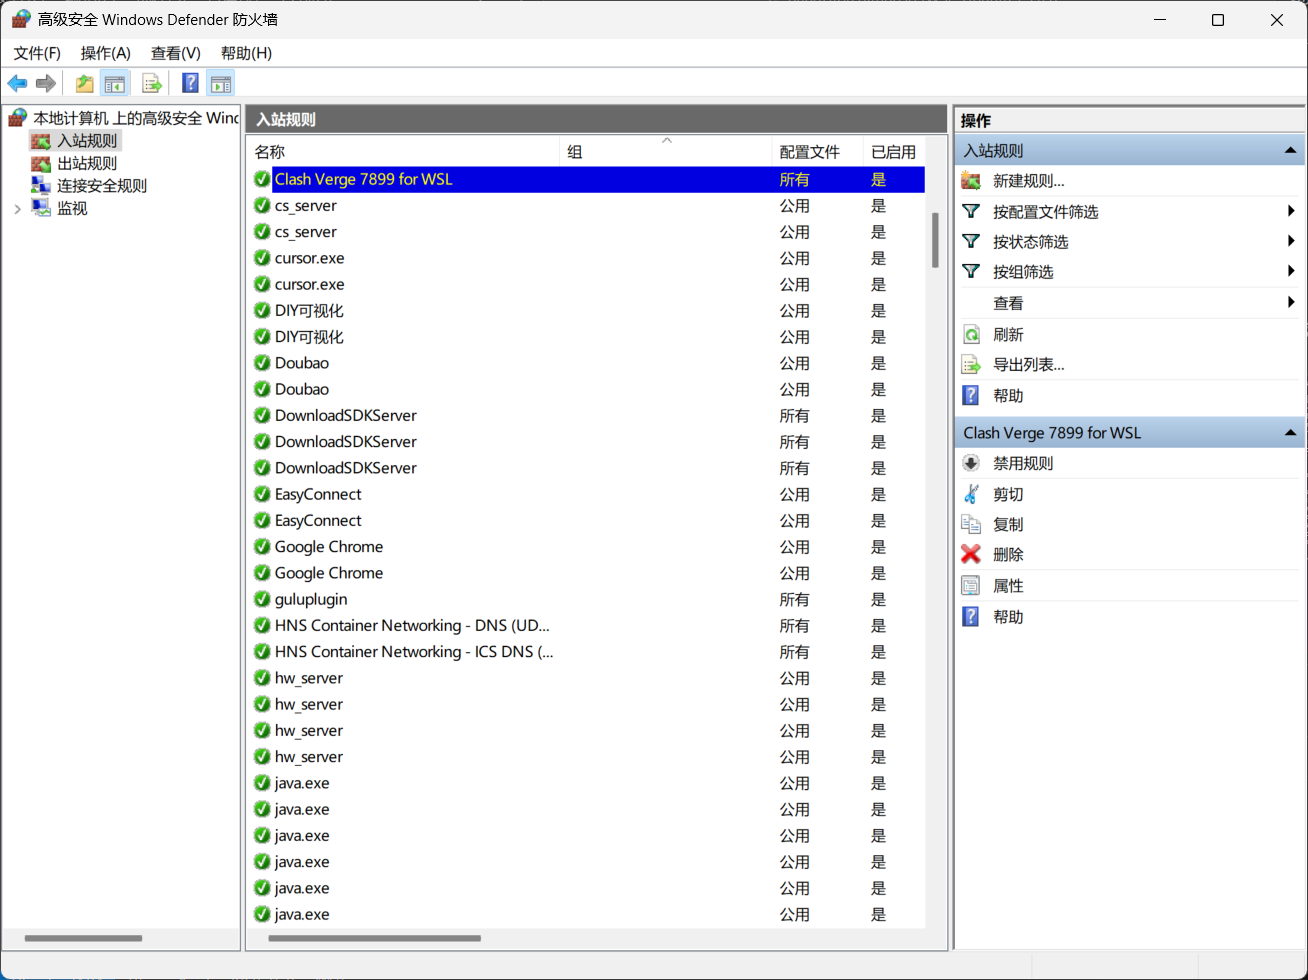 高级安全 Windows Defender 防火墙
文件(F) 操作(A) 查看(V) 帮助(H)
本地计算机 上的高级安全 Wind
入站规则
出站规则
连接安全规则
监视
入站规则
名称 组 配置文件 已启用
Clash Verge 7899 for WSL 所有 是
cs_server 公用 是
cs_server 公用 是
cursor.exe 公用 是
cursor.exe 公用 是
DIY可视化 公用 是
DIY可视化 公用 是
Doubao 公用 是
Doubao 公用 是
DownloadSDKServer 所有 是
DownloadSDKServer 所有 是
DownloadSDKServer 所有 是
EasyConnect 公用 是
EasyConnect 公用 是
Google Chrome 公用 是
Google Chrome 公用 是
guluplugin 所有 是
HNS Container Networking - DNS (UD... 所有 是
HNS Container Networking - ICS DNS (... 所有 是
hw_server 公用 是
hw_server 公用 是
hw_server 公用 是
hw_server 公用 是
java.exe 公用 是
java.exe 公用 是
java.exe 公用 是
java.exe 公用 是
java.exe 公用 是
java.exe 公用 是
操作
入站规则
新建规则...
按配置文件筛选
按状态筛选
按组筛选
查看
刷新
导出列表...
帮助
Clash Verge 7899 for WSL
禁用规则
剪切
复制
删除
属性
帮助